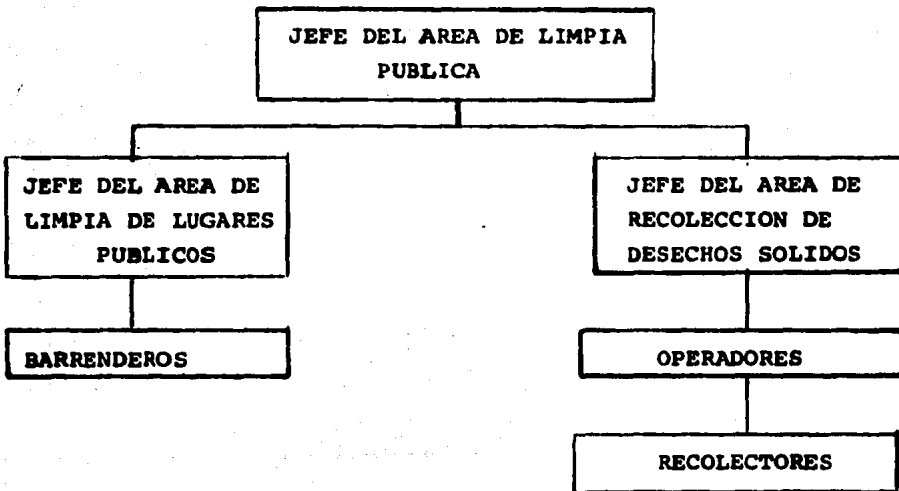 JEFE DEL AREA DE LIMPIA
PUBLICA
JEFE DEL AREA DE
LIMPIA DE LUGARES
PUBLICOS
JEFE DEL AREA DE
RECOLECCION DE
DESECHOS SOLIDOS
BARRENDEROS
OPERADORES
RECOLECTORES